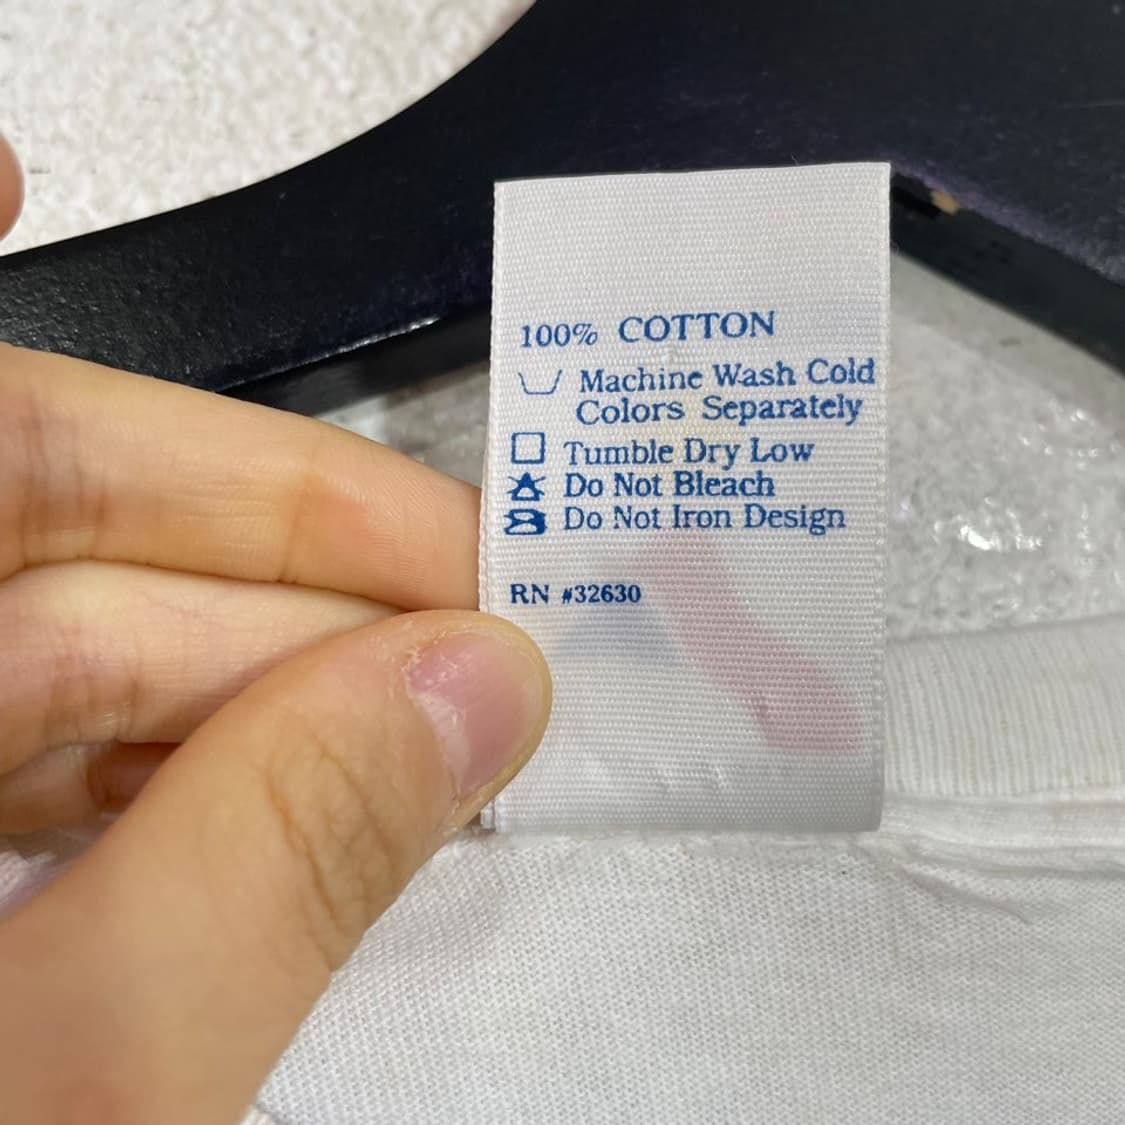 100% COTTON
Machine Wash Cold
Colors Separately
Tumble Dry Low
Do Not Bleach
Do Not Iron Design
RN #32630